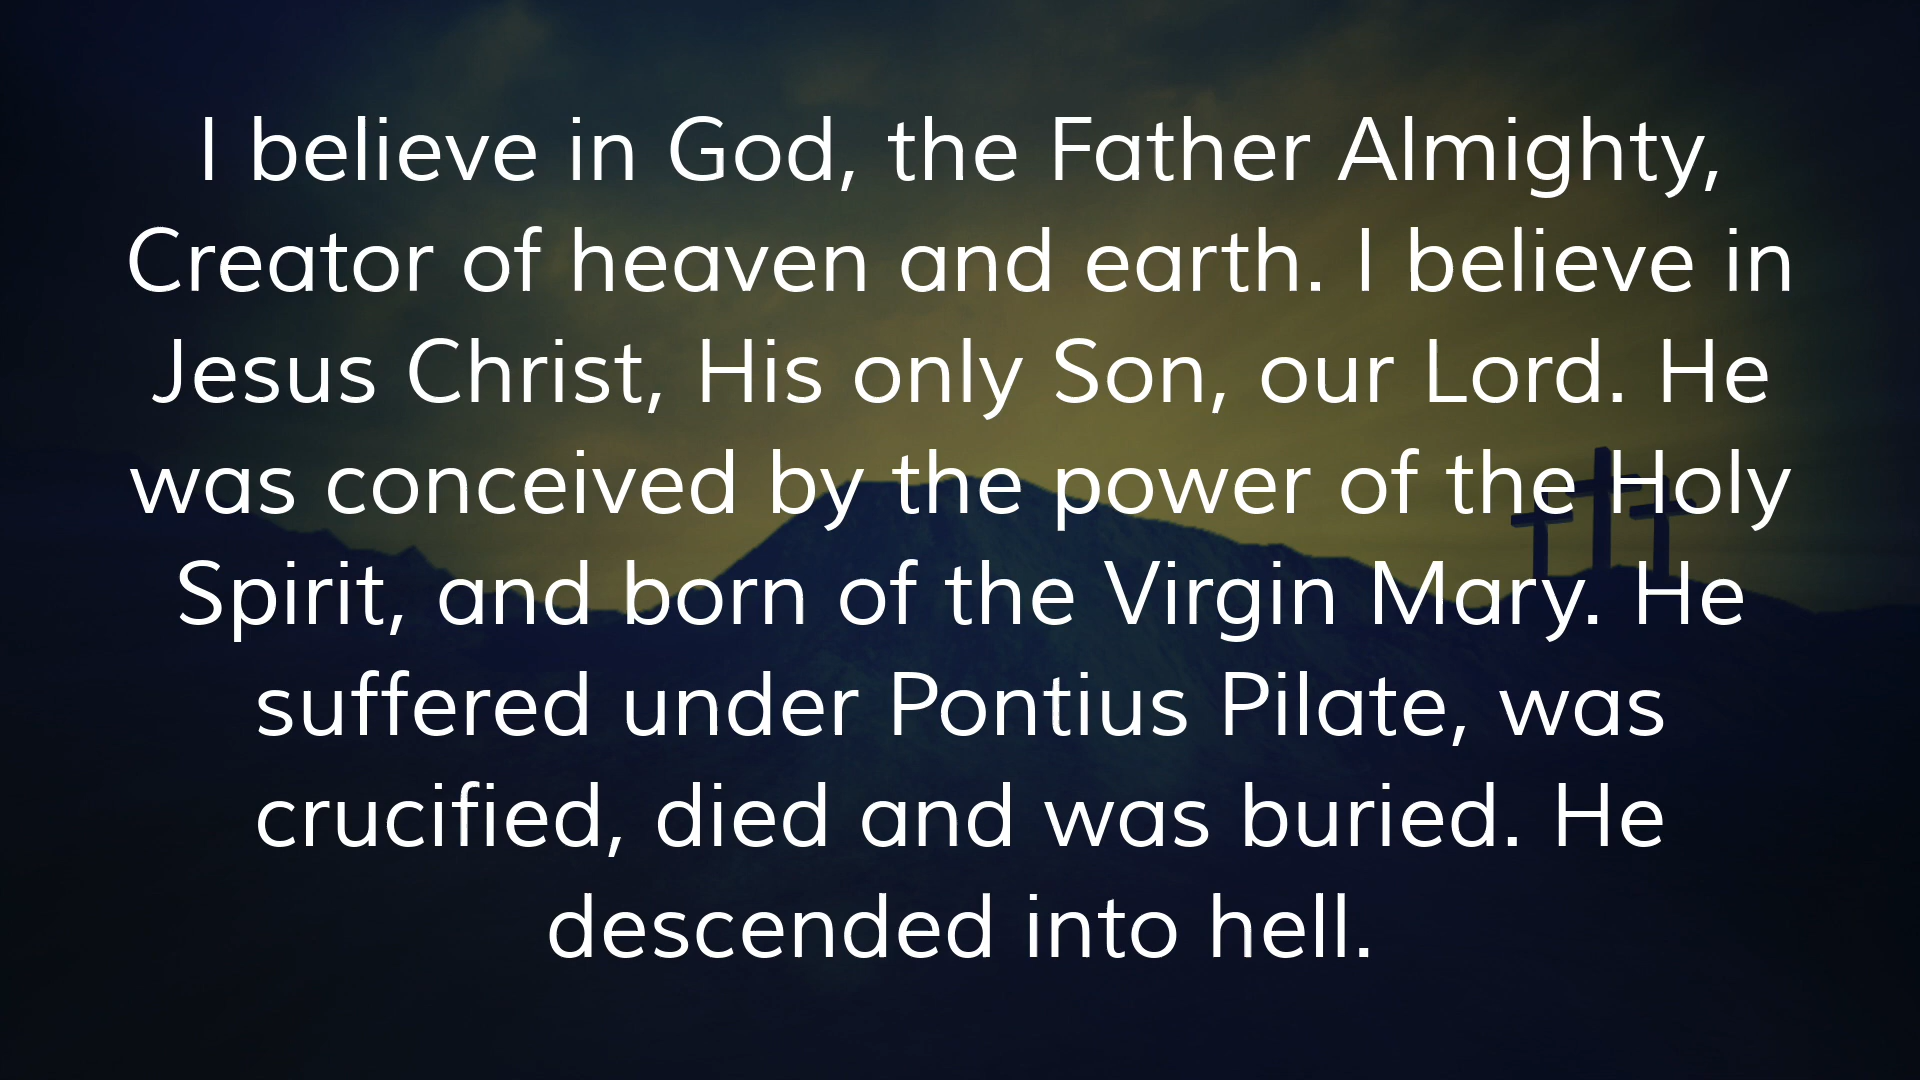 I believe in God, the Father Almighty,
Creator of heaven and earth. I believe in
Jesus Christ, His only Son, our Lord. He
was conceived by the power of the Holy
Spirit, and born of the Virgin Mary. He
suffered under Pontius Pilate, was
crucified, died and was buried. He
descended into hell.